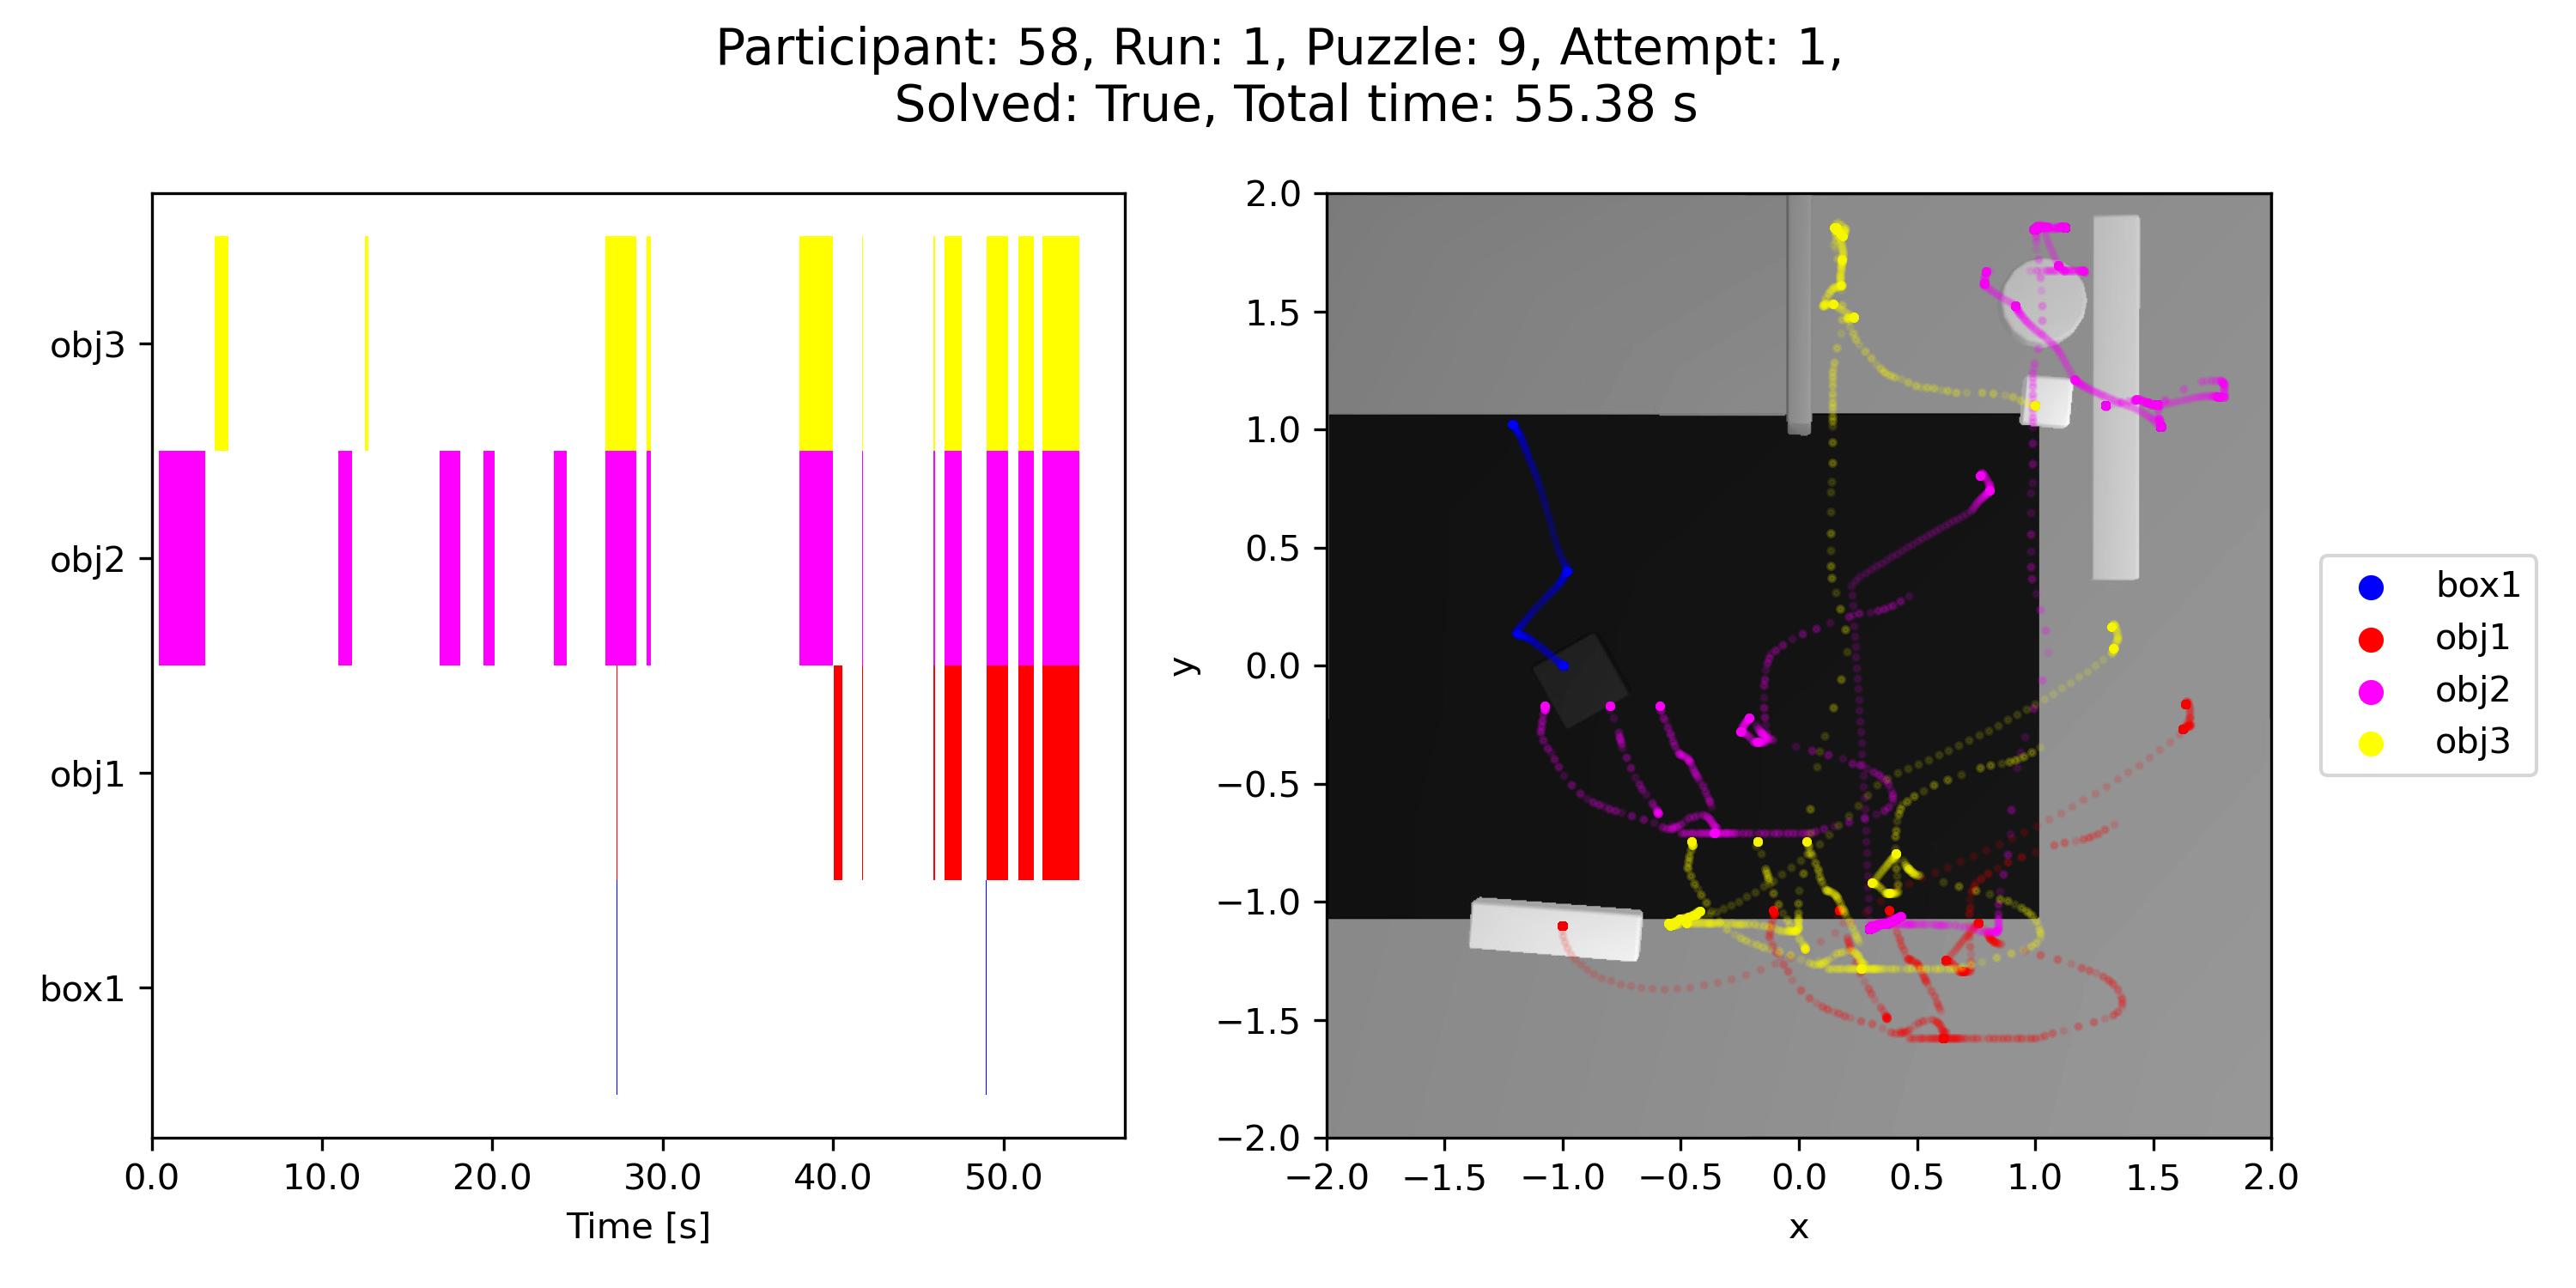 Participant: 58, Run: 1, Puzzle: 9, Attempt: 1,
Solved: True, Total time: 55.38 s
obj3
obj2
obj1
box1
0.0 10.0 20.0 30.0 40.0 50.0
Time [s]
2.0
1.5
1.0
0.5
0.0
−0.5
−1.0
−1.5
−2.0
y
−2.0 −1.5 −1.0 −0.5 0.0 0.5 1.0 1.5 2.0
x
box1
obj1
obj2
obj3